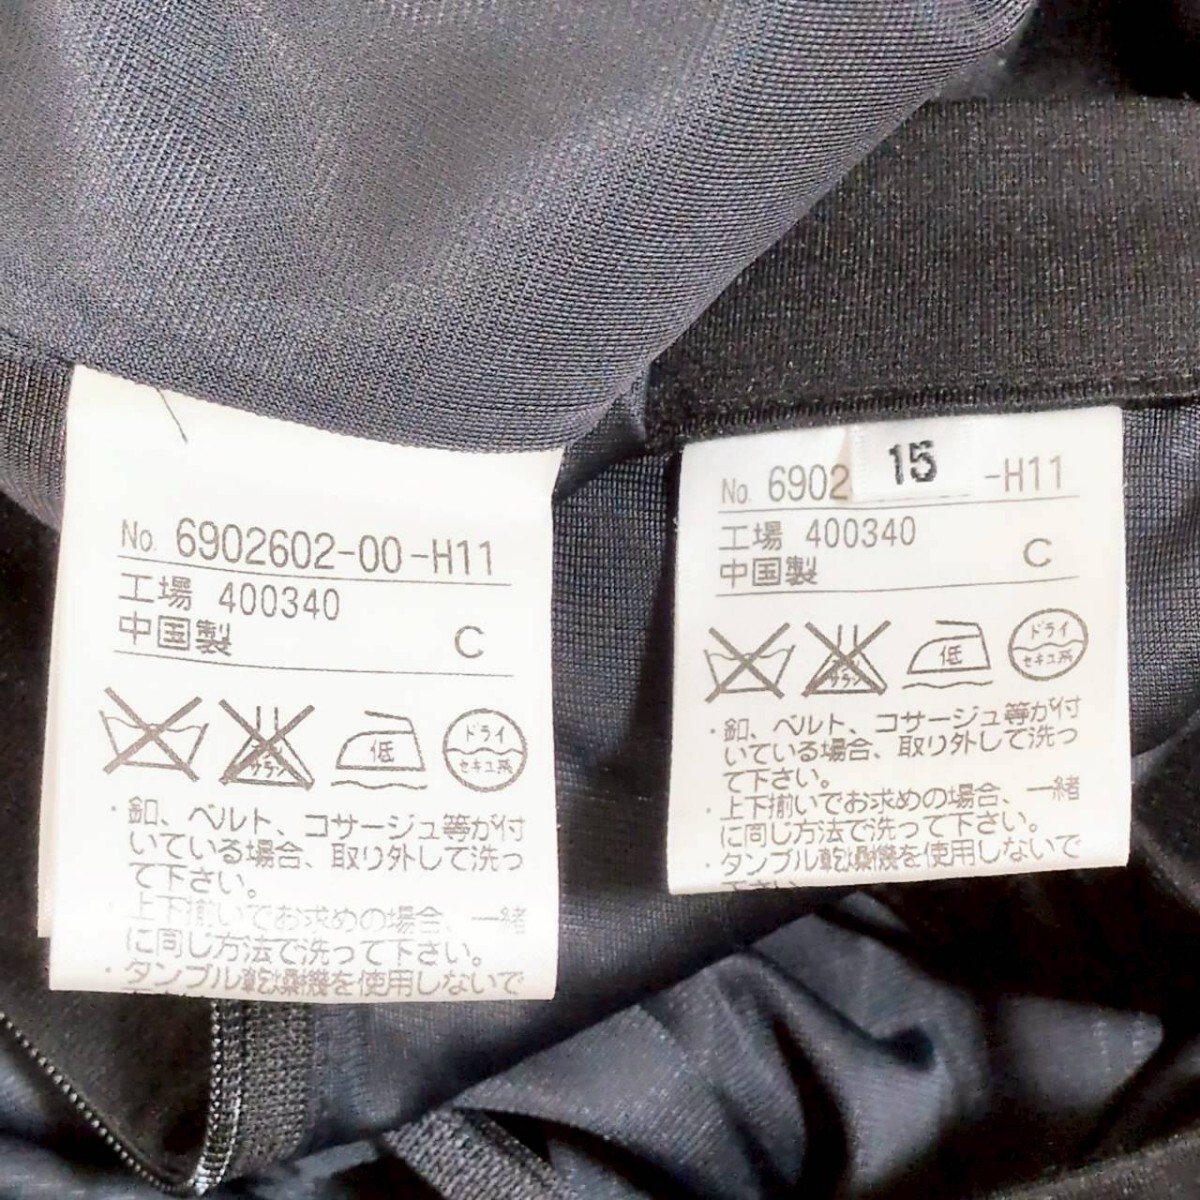 No. 6902602-00-H11
工場 400340
中国製
C
サラシ
低
ドライ
セキユ系
・釦、ベルト、コサージュ等が付
いている場合、取り外して洗っ
て下さい。
・上下揃いでお求めの場合、一緒
に同じ方法で洗って下さい。
・タンブル乾燥機を使用しないで
15
No. 6902 -H11
工場 400340
中国製
C
サラシ
低
ドライ
セキユ系
・釦、ベルト、コサージュ等が付
いている場合、取り外して洗っ
て下さい。
・上下揃いでお求めの場合、一緒
に同じ方法で洗って下さい。
・タンブル乾燥機を使用しないで
下さい。